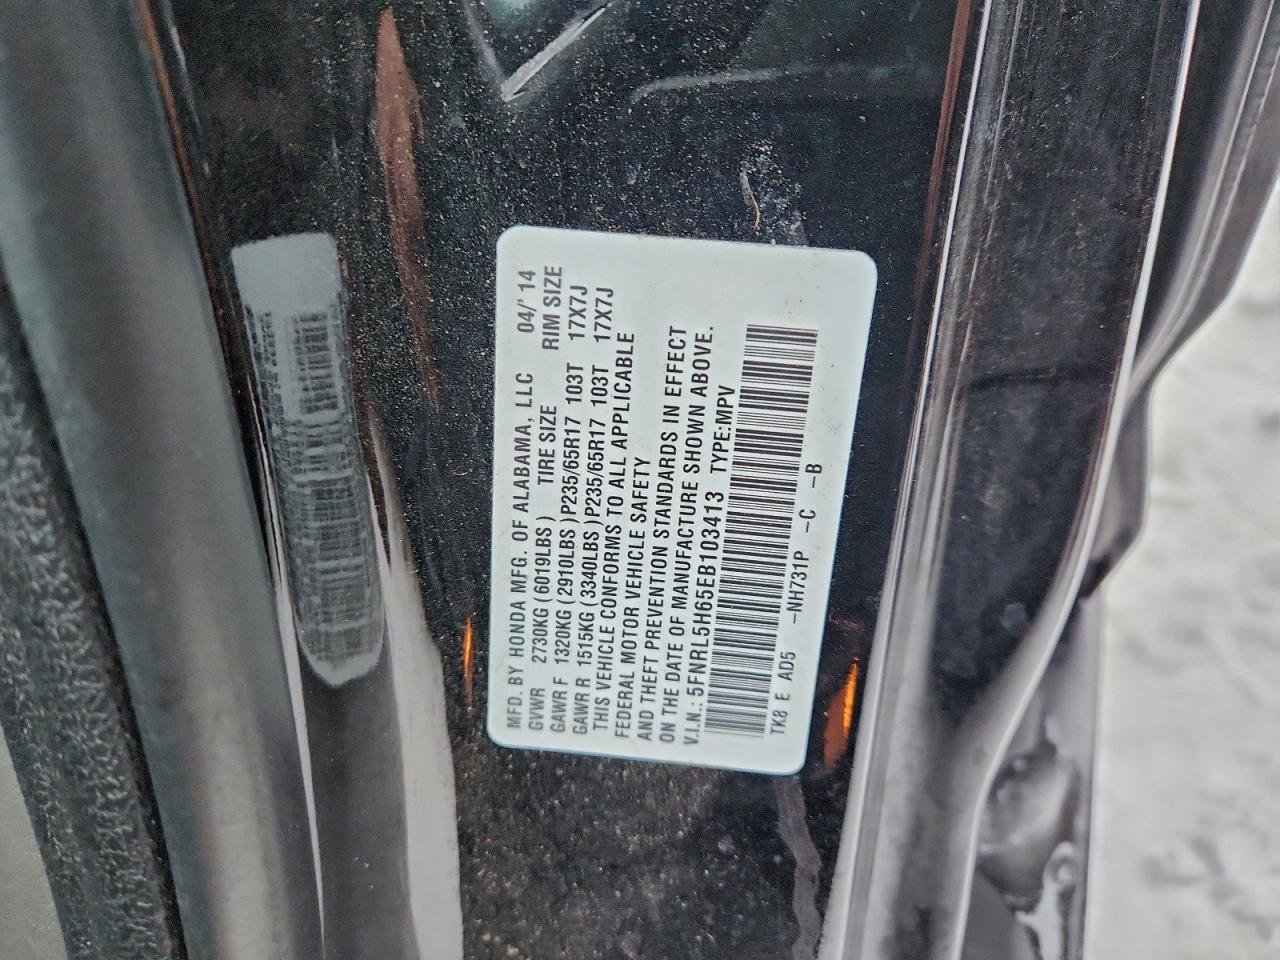 MFD. BY HONDA MFG. OF ALABAMA, LLC 04/' 14
GVWR 2730KG (6019LBS) TIRE SIZE RIM SIZE
GAWR F 1320KG (2910LBS) P235/65R17 103T 17X7J
GAWR R 1515KG (3340LBS) P235/65R17 103T 17X7J
THIS VEHICLE CONFORMS TO ALL APPLICABLE
FEDERAL MOTOR VEHICLE SAFETY
AND THEFT PREVENTION STANDARDS IN EFFECT
ON THE DATE OF MANUFACTURE SHOWN ABOVE.
V.I.N.: 5FNRL5H65EB103413 TYPE:MPV
TK8 E AD5 -NH731P -C -B